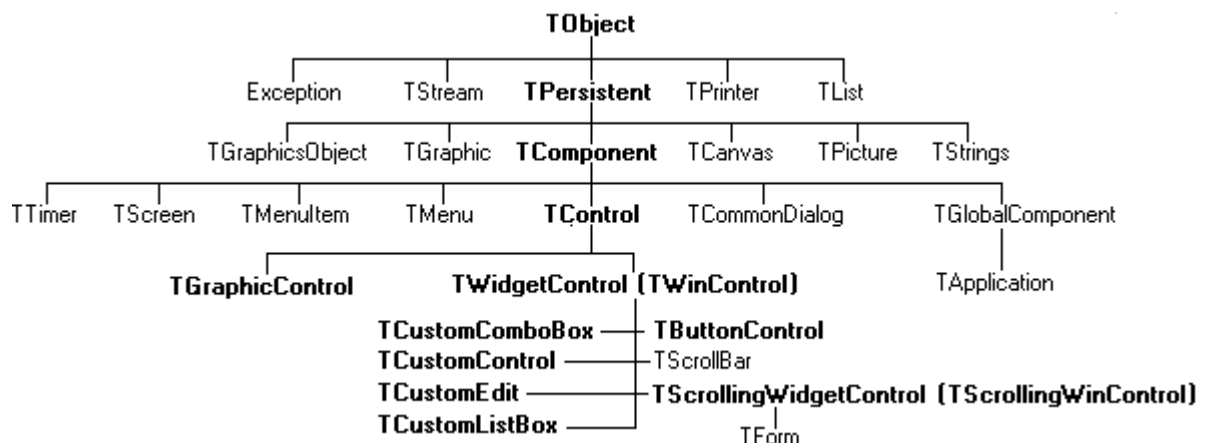 TObject
Exception TStream TPersistent TPrinter TList
TGraphicsObject TGraphic TComponent TCanvas TPicture TStrings
TTimer TScreen TMenuItem TMenu TControl TCommonDialog TGlobalComponent
TGraphicControl TWidgetControl (TWinControl) TApplication
TCustomComboBox TButtonControl
TCustomControl TScrollBar
TCustomEdit TScrollingWidgetControl (TScrollingWinControl)
TCustomListBox
TForm